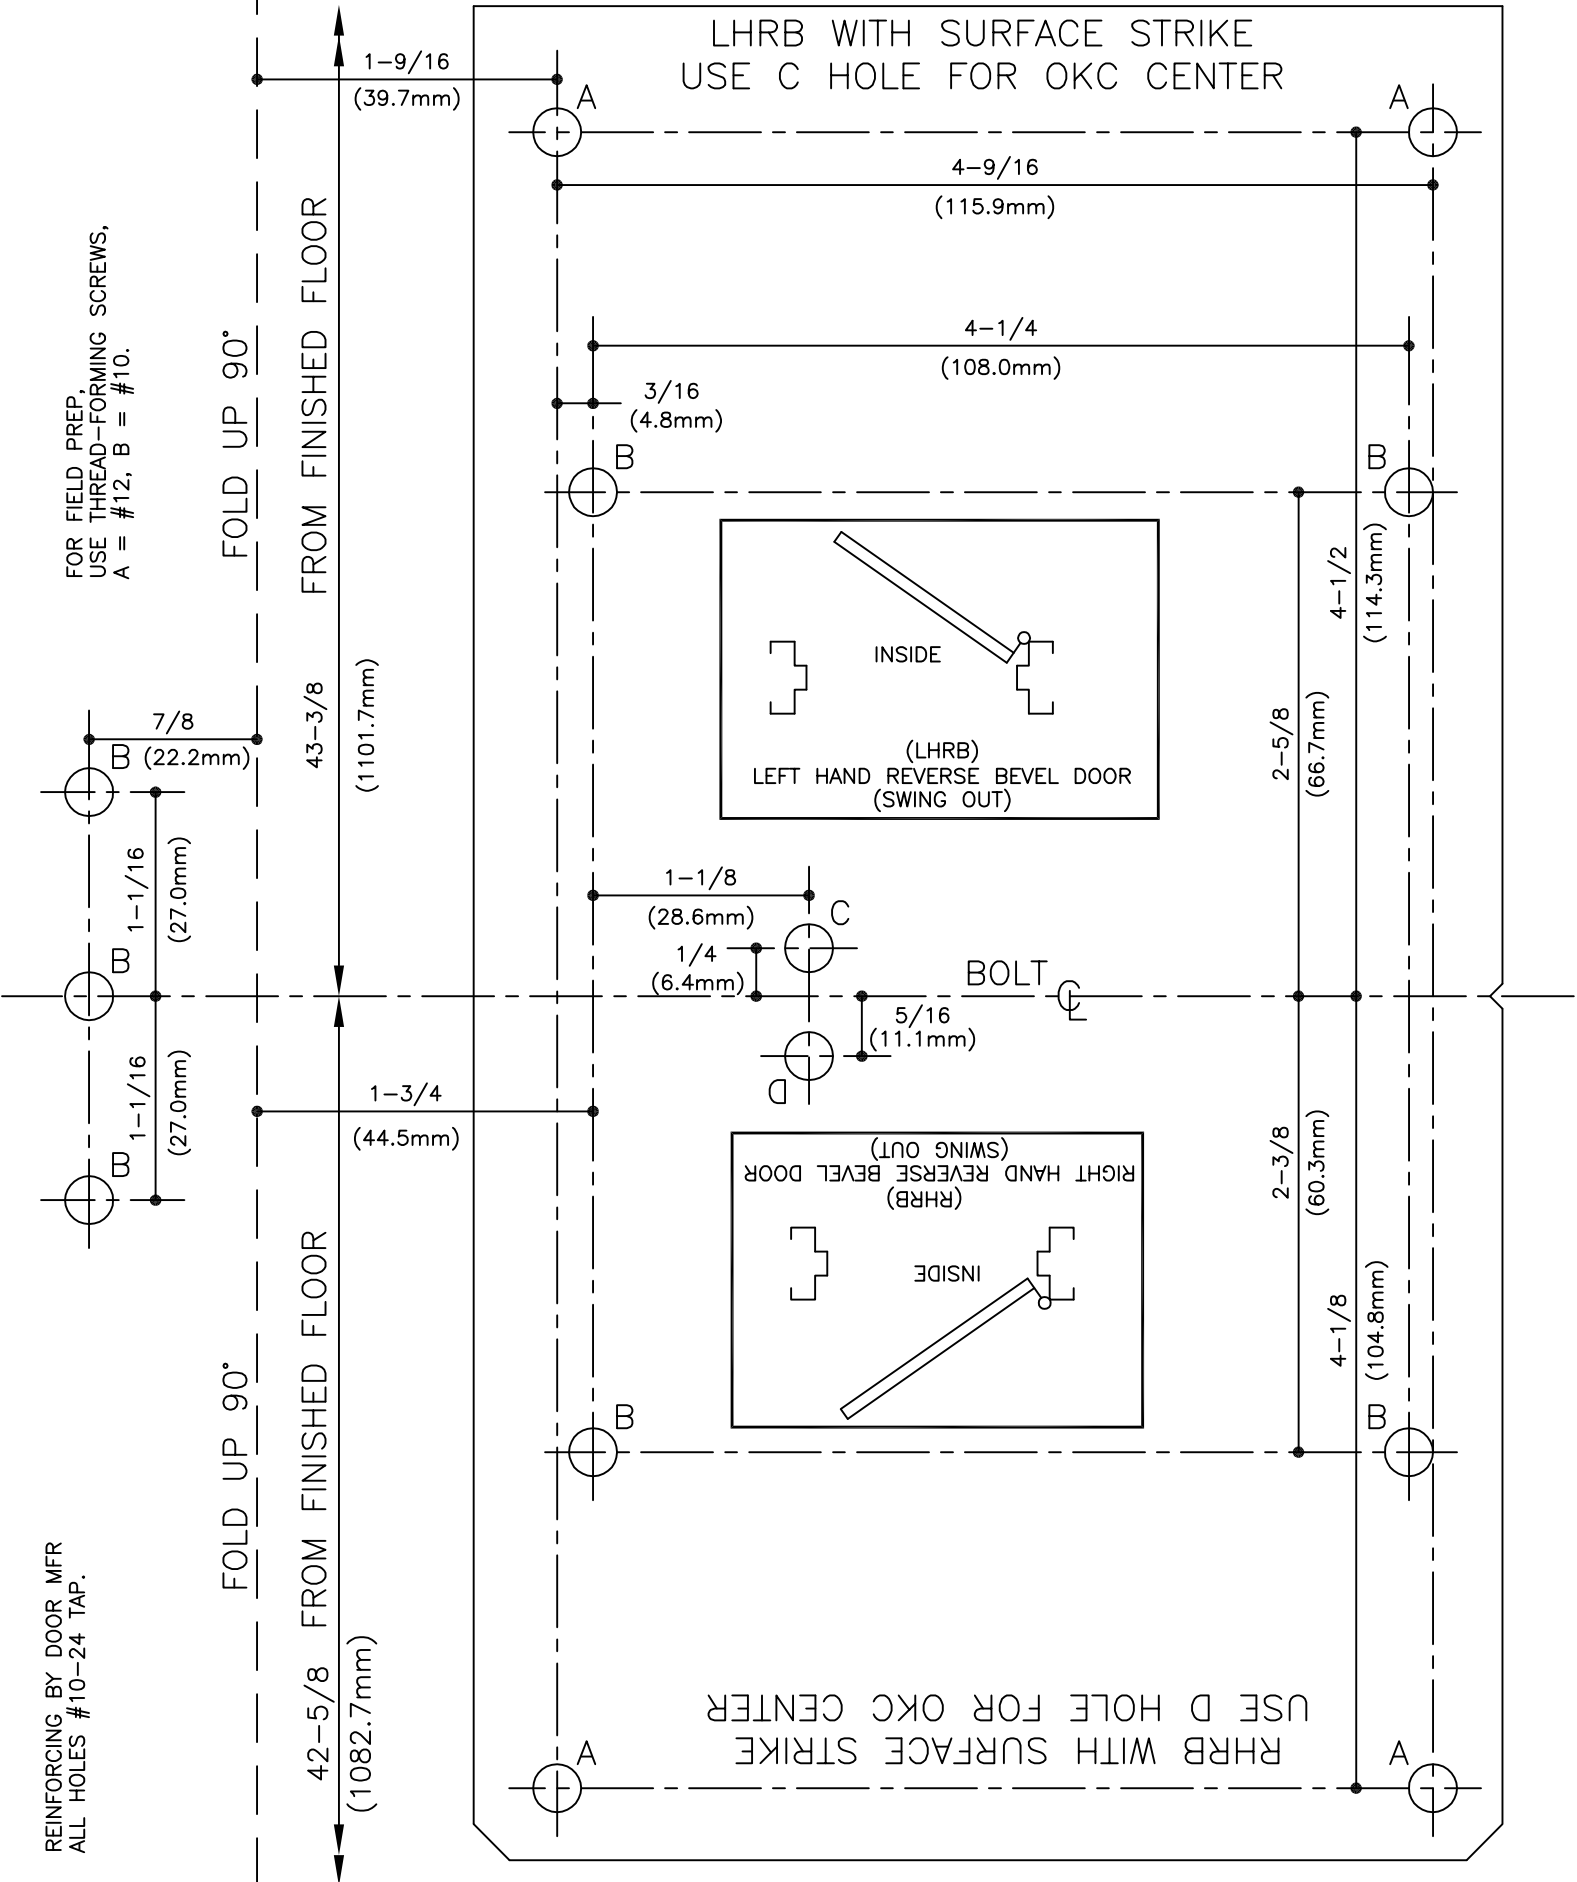 LHRB WITH SURFACE STRIKE
USE C HOLE FOR OKC CENTER
1-9/16
(39.7mm)
A
A
4-9/16
(115.9mm)
4-1/4
(108.0mm)
3/16
(4.8mm)
B
B
FOR FIELD PREP,
USE THREAD-FORMING SCREWS,
A = #12, B = #10.
FOLD UP 90°
43-3/8 FROM FINISHED FLOOR
(1101.7mm)
4-1/2
(114.3mm)
2-5/8
(66.7mm)
INSIDE
(LHRB)
LEFT HAND REVERSE BEVEL DOOR
(SWING OUT)
7/8
(22.2mm)
B
1-1/16
(27.0mm)
B
1-1/16
(27.0mm)
B
1-1/8
(28.6mm)
C
1/4
(6.4mm)
BOLT CL
5/16
(11.1mm)
D
1-3/4
(44.5mm)
RIGHT HAND REVERSE BEVEL DOOR
(SWING OUT)
(RHRB)
INSIDE
2-3/8
(60.3mm)
4-1/8
(104.8mm)
B
B
FOLD UP 90°
42-5/8 FROM FINISHED FLOOR
(1082.7mm)
REINFORCING BY DOOR MFR
ALL HOLES #10-24 TAP.
RHRB WITH SURFACE STRIKE
USE D HOLE FOR OKC CENTER
A
A